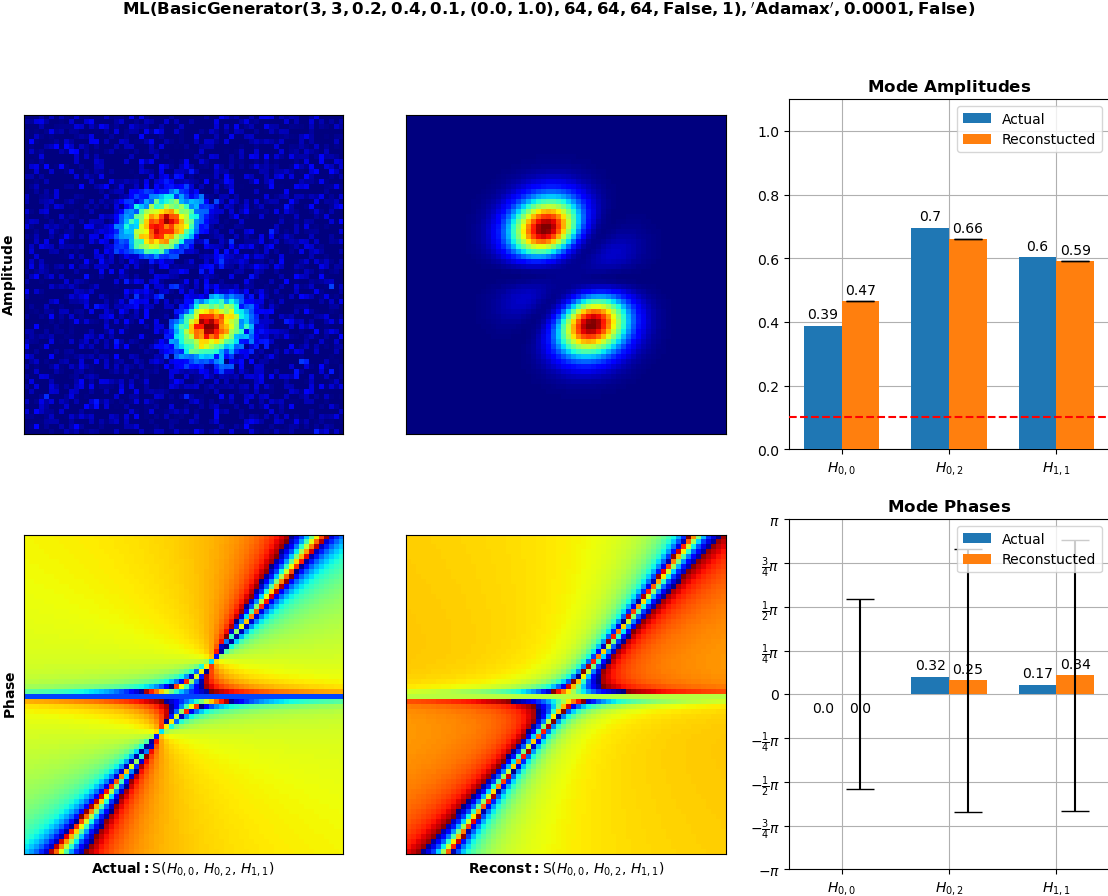 ML(BasicGenerator(3, 3, 0.2, 0.4, 0.1, (0.0, 1.0), 64, 64, 64, False, 1), ′Adamax′, 0.0001, False)
Amplitude
Mode Amplitudes
Actual
Reconstucted
1.0
0.8
0.6
0.4
0.2
0.0
0.39
0.47
0.7
0.66
0.6
0.59
H0,0
H0,2
H1,1
Phase
Actual: S(H0,0, H0,2, H1,1)
Reconst: S(H0,0, H0,2, H1,1)
Mode Phases
Actual
Reconstucted
π
3/4π
1/2π
1/4π
0
−1/4π
−1/2π
−3/4π
−π
0.0
0.0
0.32
0.25
0.17
0.34
H0,0
H0,2
H1,1